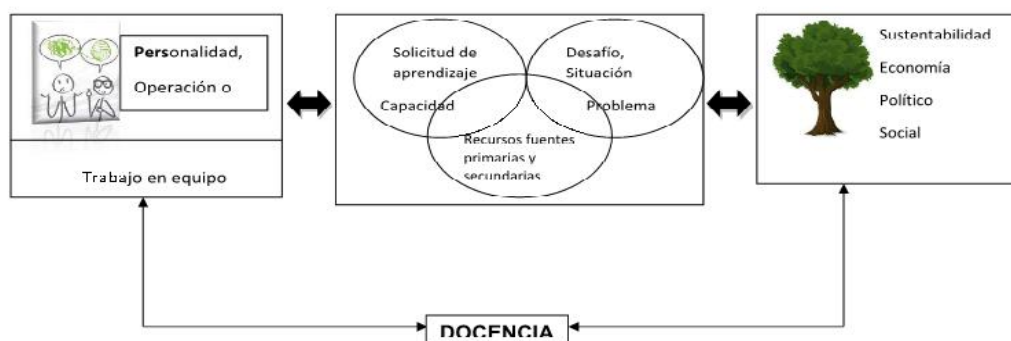 Personalidad,
Operación o
Trabajo en equipo
Solicitud de
aprendizaje
Capacidad
Desafío,
Situación
Problema
Recursos fuentes
primarias y
secundarias
Sustentabilidad
Economía
Político
Social
DOCENCIA